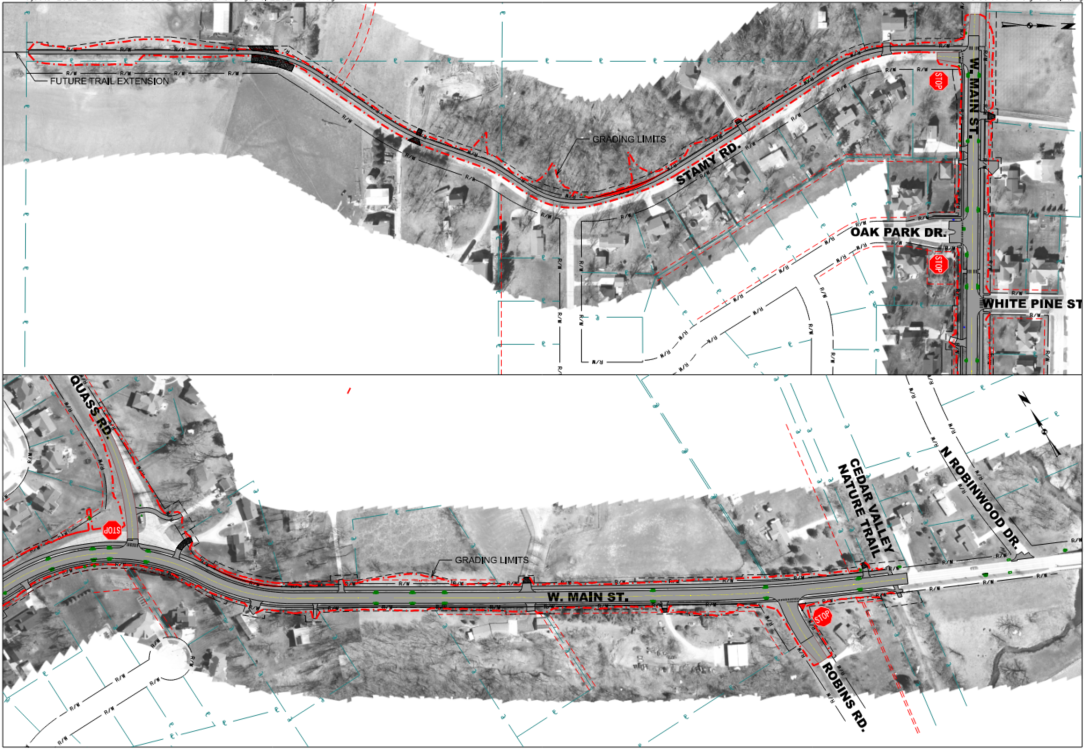 FUTURE TRAIL EXTENSION
GRADING LIMITS
STAMY RD.
STOP
W. MAIN ST.
OAK PARK DR.
STOP
WHITE PINE ST
N
QUASS RD.
STOP
GRADING LIMITS
W. MAIN ST.
CEDAR VALLEY
NATURE TRAIL
N ROBINWOOD DR.
N
STOP
ROBINS RD.
R/W
R/W
R/W
R/W
R/W
R/W